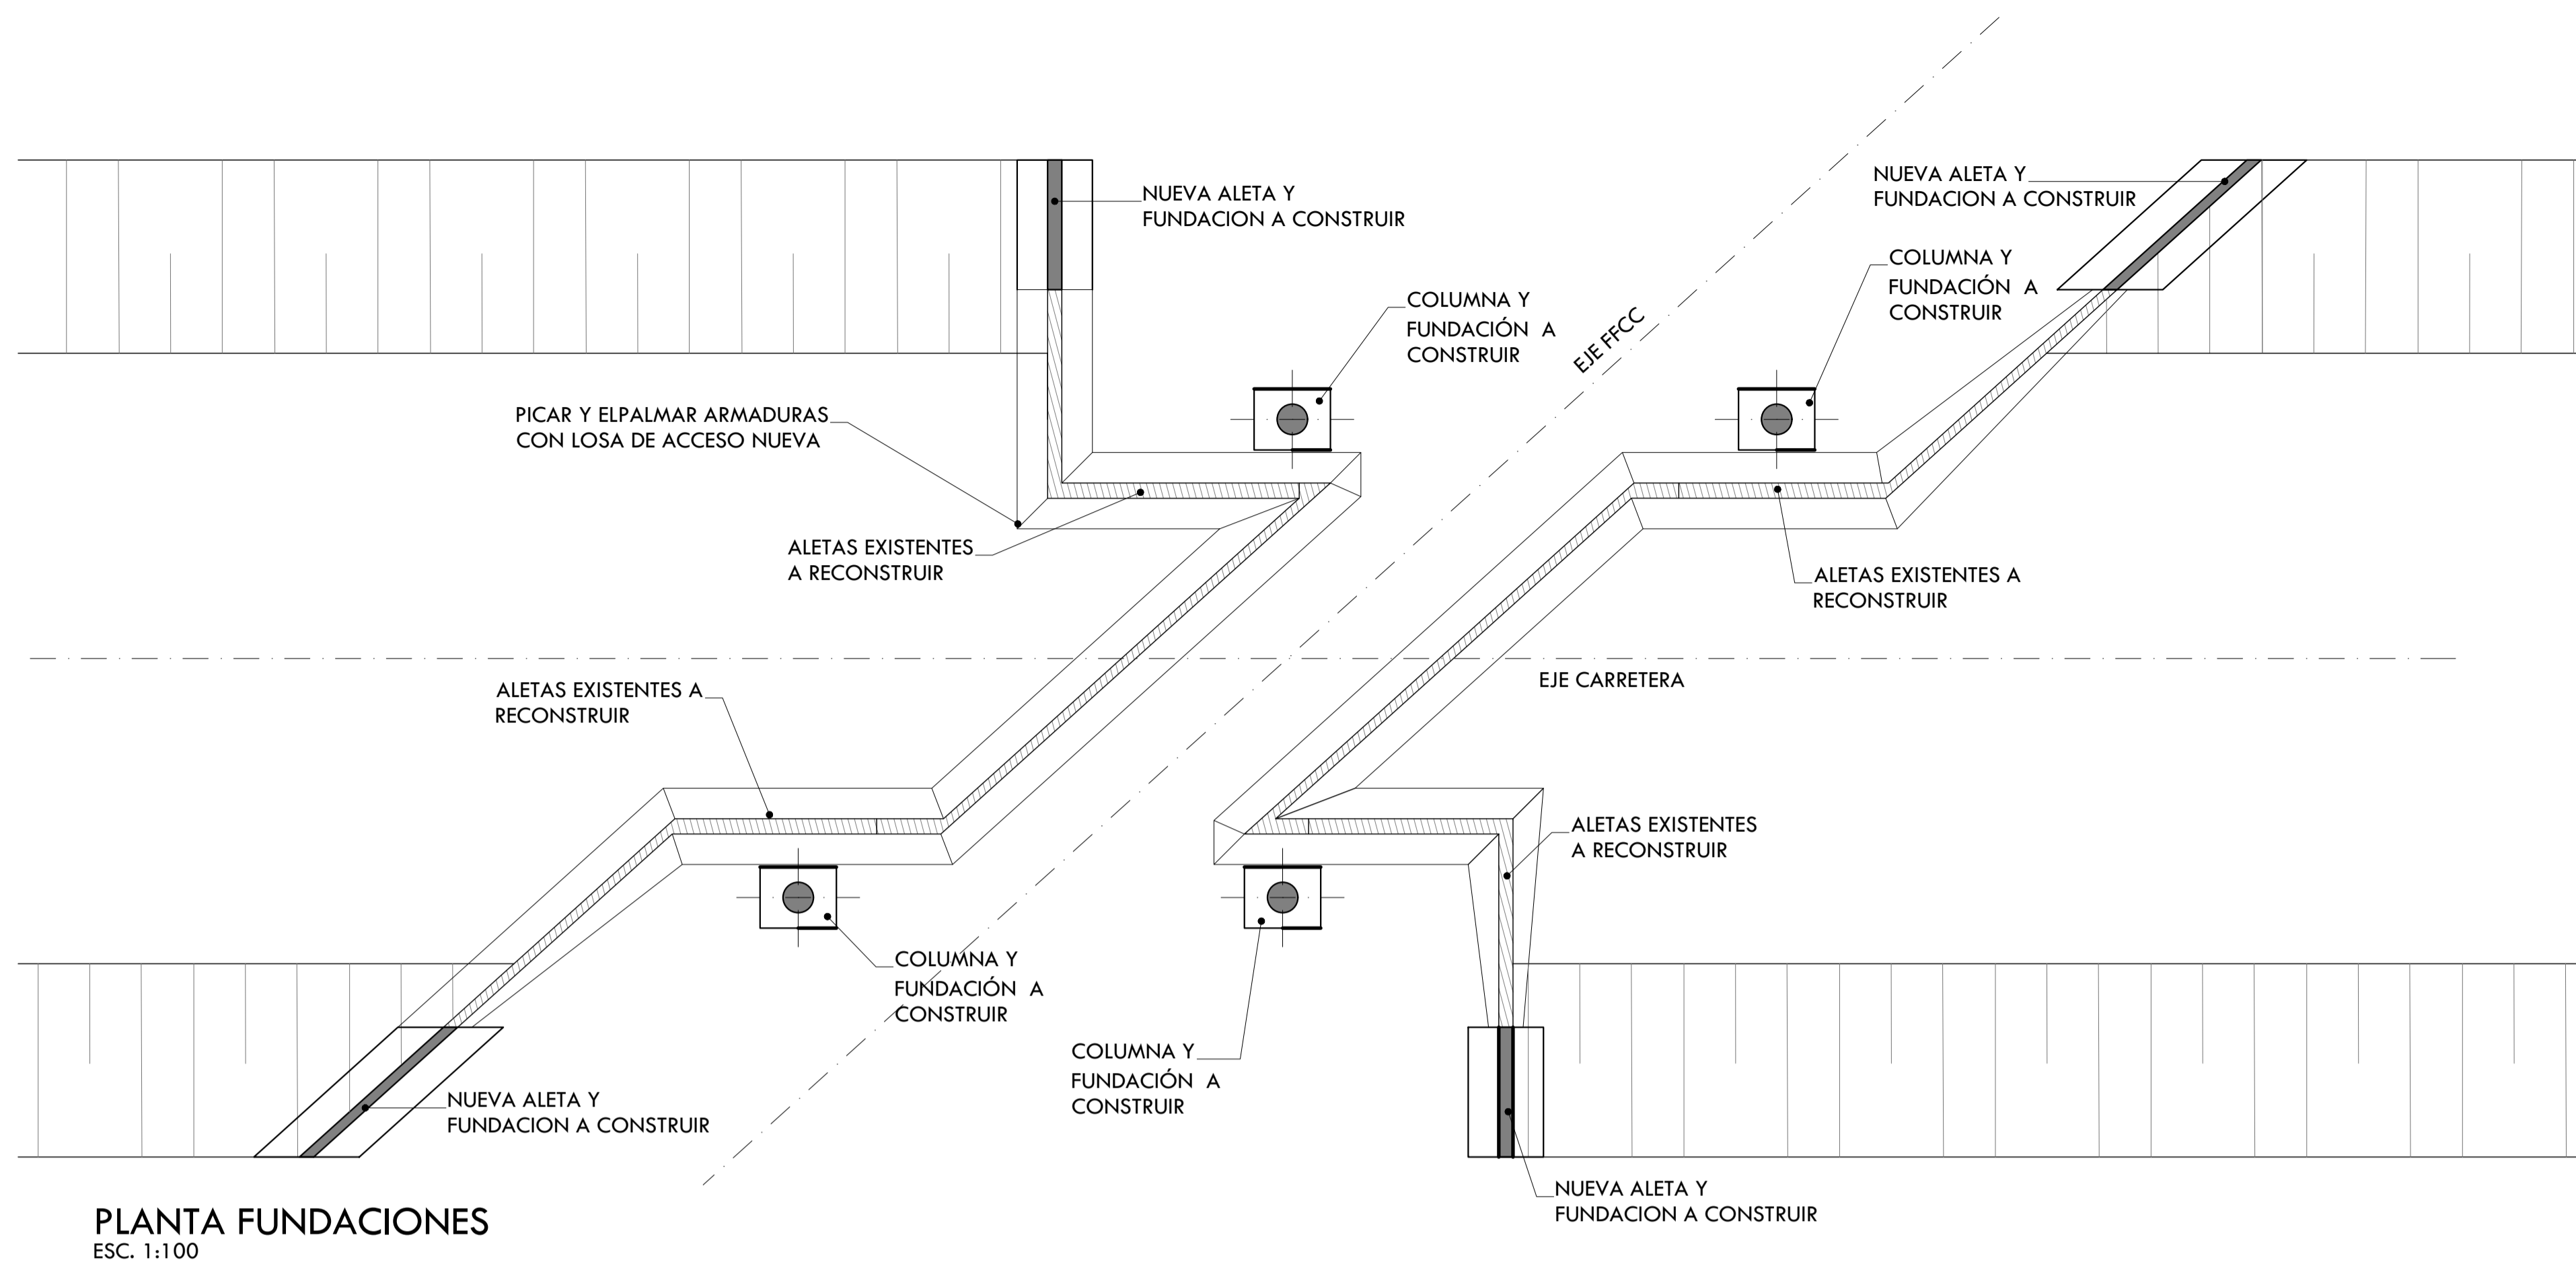 NUEVA ALETA Y
FUNDACION A CONSTRUIR
NUEVA ALETA Y
FUNDACION A CONSTRUIR
COLUMNA Y
FUNDACIÓN A
CONSTRUIR
COLUMNA Y
FUNDACIÓN A
CONSTRUIR
EJE FFCC
PICAR Y ELPALMAR ARMADURAS
CON LOSA DE ACCESO NUEVA
ALETAS EXISTENTES
A RECONSTRUIR
ALETAS EXISTENTES A
RECONSTRUIR
EJE CARRETERA
ALETAS EXISTENTES A
RECONSTRUIR
ALETAS EXISTENTES
A RECONSTRUIR
COLUMNA Y
FUNDACIÓN A
CONSTRUIR
COLUMNA Y
FUNDACIÓN A
CONSTRUIR
NUEVA ALETA Y
FUNDACION A CONSTRUIR
NUEVA ALETA Y
FUNDACION A CONSTRUIR
PLANTA FUNDACIONES
ESC. 1:100